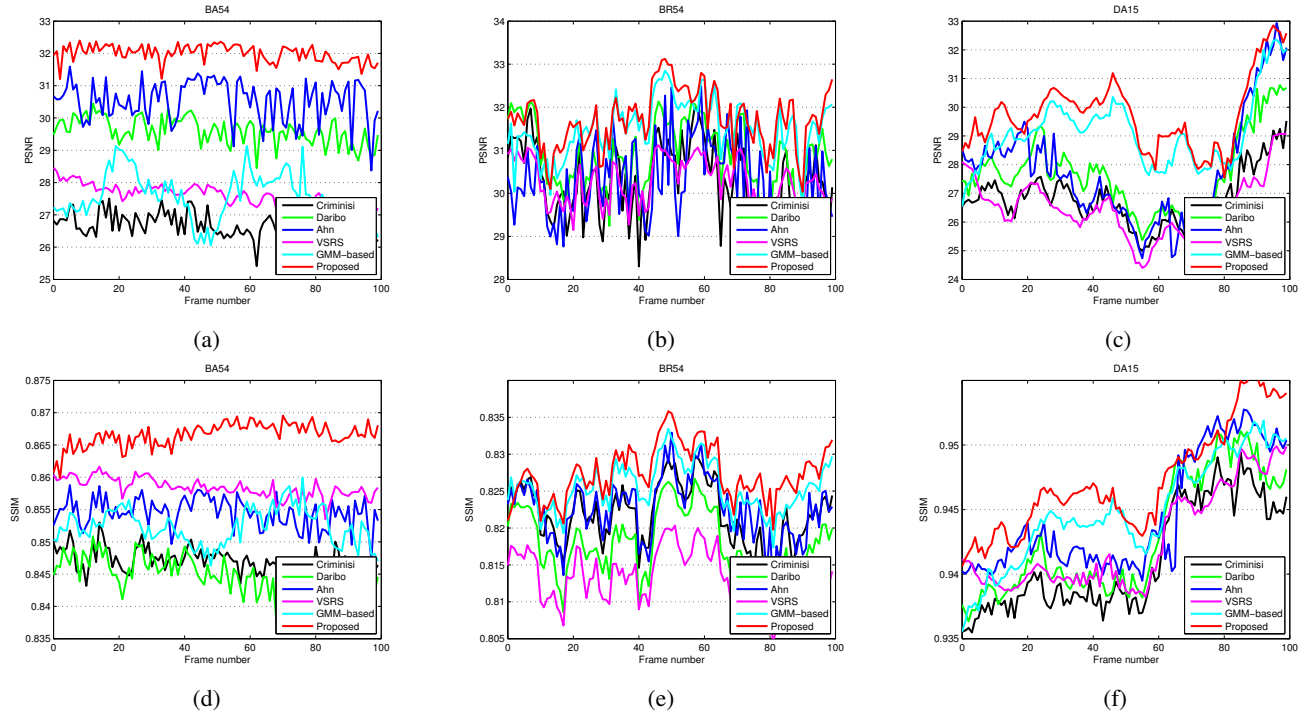 BA54
33
32
31
30
29
28
27
26
25
PSNR
0 20 40 60 80 100
Frame number
Criminisi
Daribo
Ahn
VSRS
GMM-based
Proposed
(a)
BR54
34
33
32
31
30
29
28
PSNR
0 20 40 60 80 100
Frame number
Criminisi
Daribo
Ahn
VSRS
GMM-based
Proposed
(b)
DA15
33
32
31
30
29
28
27
26
25
24
PSNR
0 20 40 60 80 100
Frame number
Criminisi
Daribo
Ahn
VSRS
GMM-based
Proposed
(c)
BA54
0.875
0.87
0.865
0.86
0.855
0.85
0.845
0.84
0.835
SSIM
0 20 40 60 80 100
Frame number
Criminisi
Daribo
Ahn
VSRS
GMM-based
Proposed
(d)
BR54
0.835
0.83
0.825
0.82
0.815
0.81
0.805
SSIM
0 20 40 60 80 100
Frame number
Criminisi
Daribo
Ahn
VSRS
GMM-based
Proposed
(e)
DA15
0.95
0.945
0.94
0.935
SSIM
0 20 40 60 80 100
Frame number
Criminisi
Daribo
Ahn
VSRS
GMM-based
Proposed
(f)